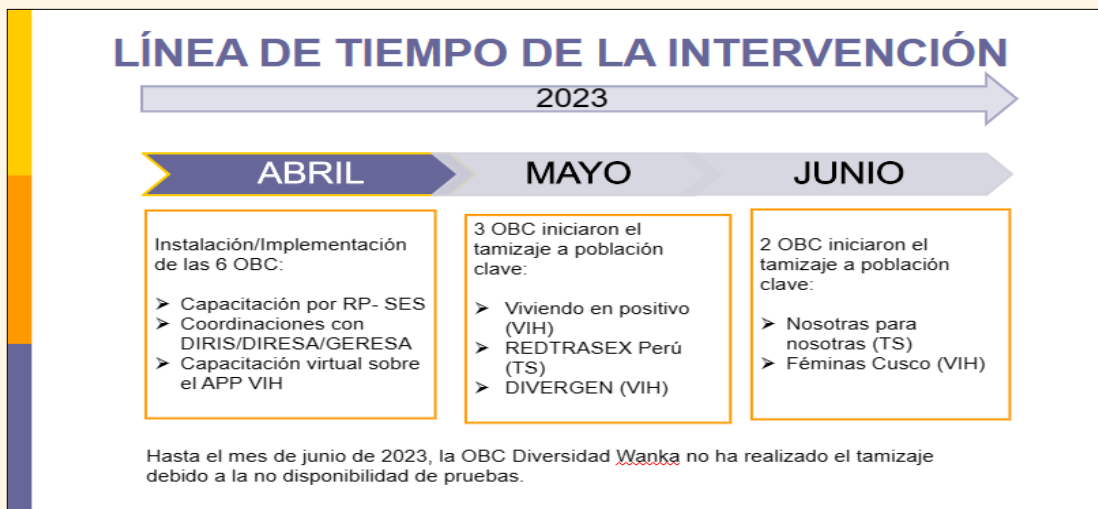 LÍNEA DE TIEMPO DE LA INTERVENCIÓN
2023
ABRIL
MAYO
JUNIO
Instalación/Implementación
de las 6 OBC:
➤ Capacitación por RP- SES
➤ Coordinaciones con
DIRIS/DIRESA/GERESA
➤ Capacitación virtual sobre
el APP VIH
3 OBC iniciaron el
tamizaje a población
clave:
➤ Viviendo en positivo
(VIH)
➤ REDTRASEX Perú
(TS)
➤ DIVERGEN (VIH)
2 OBC iniciaron el
tamizaje a población
clave:
➤ Nosotras para
nosotras (TS)
➤ Féminas Cusco (VIH)
Hasta el mes de junio de 2023, la OBC Diversidad Wanka no ha realizado el tamizaje
debido a la no disponibilidad de pruebas.